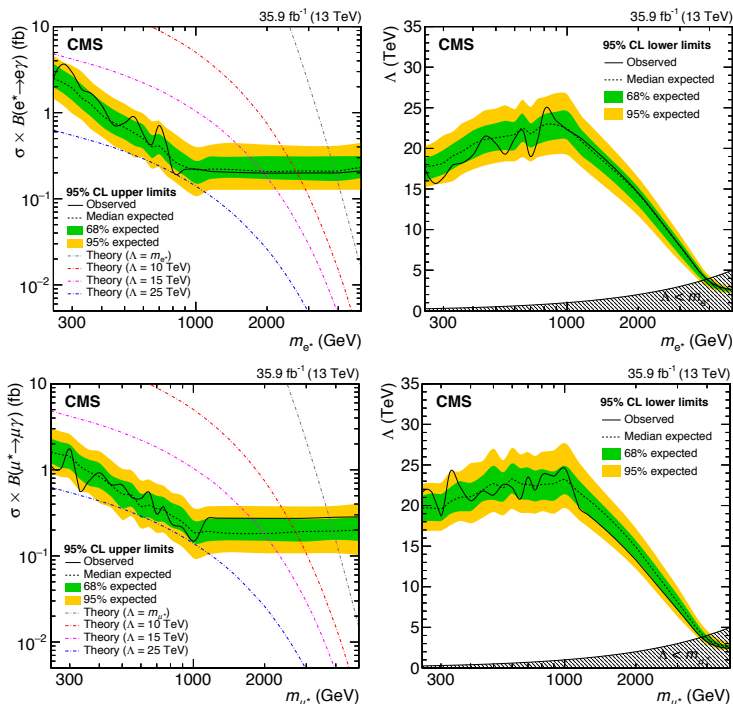 35.9 fb⁻¹ (13 TeV)
CMS
σ × B(e*→eγ) (fb)
10
1
10⁻¹
10⁻²
95% CL upper limits
Observed
Median expected
68% expected
95% expected
Theory (Λ = mₑ*)
Theory (Λ = 10 TeV)
Theory (Λ = 15 TeV)
Theory (Λ = 25 TeV)
300 1000 2000
mₑ* (GeV)
35.9 fb⁻¹ (13 TeV)
CMS
Λ (TeV)
35
30
25
20
15
10
5
0
95% CL lower limits
Observed
Median expected
68% expected
95% expected
Λ < mₑ*
300 1000 2000
mₑ* (GeV)
35.9 fb⁻¹ (13 TeV)
CMS
σ × B(μ*→μγ) (fb)
10
1
10⁻¹
10⁻²
95% CL upper limits
Observed
Median expected
68% expected
95% expected
Theory (Λ = m_μ*)
Theory (Λ = 10 TeV)
Theory (Λ = 15 TeV)
Theory (Λ = 25 TeV)
300 1000 2000
m_μ* (GeV)
35.9 fb⁻¹ (13 TeV)
CMS
Λ (TeV)
35
30
25
20
15
10
5
0
95% CL lower limits
Observed
Median expected
68% expected
95% expected
Λ < m_μ*
300 1000 2000
m_μ* (GeV)